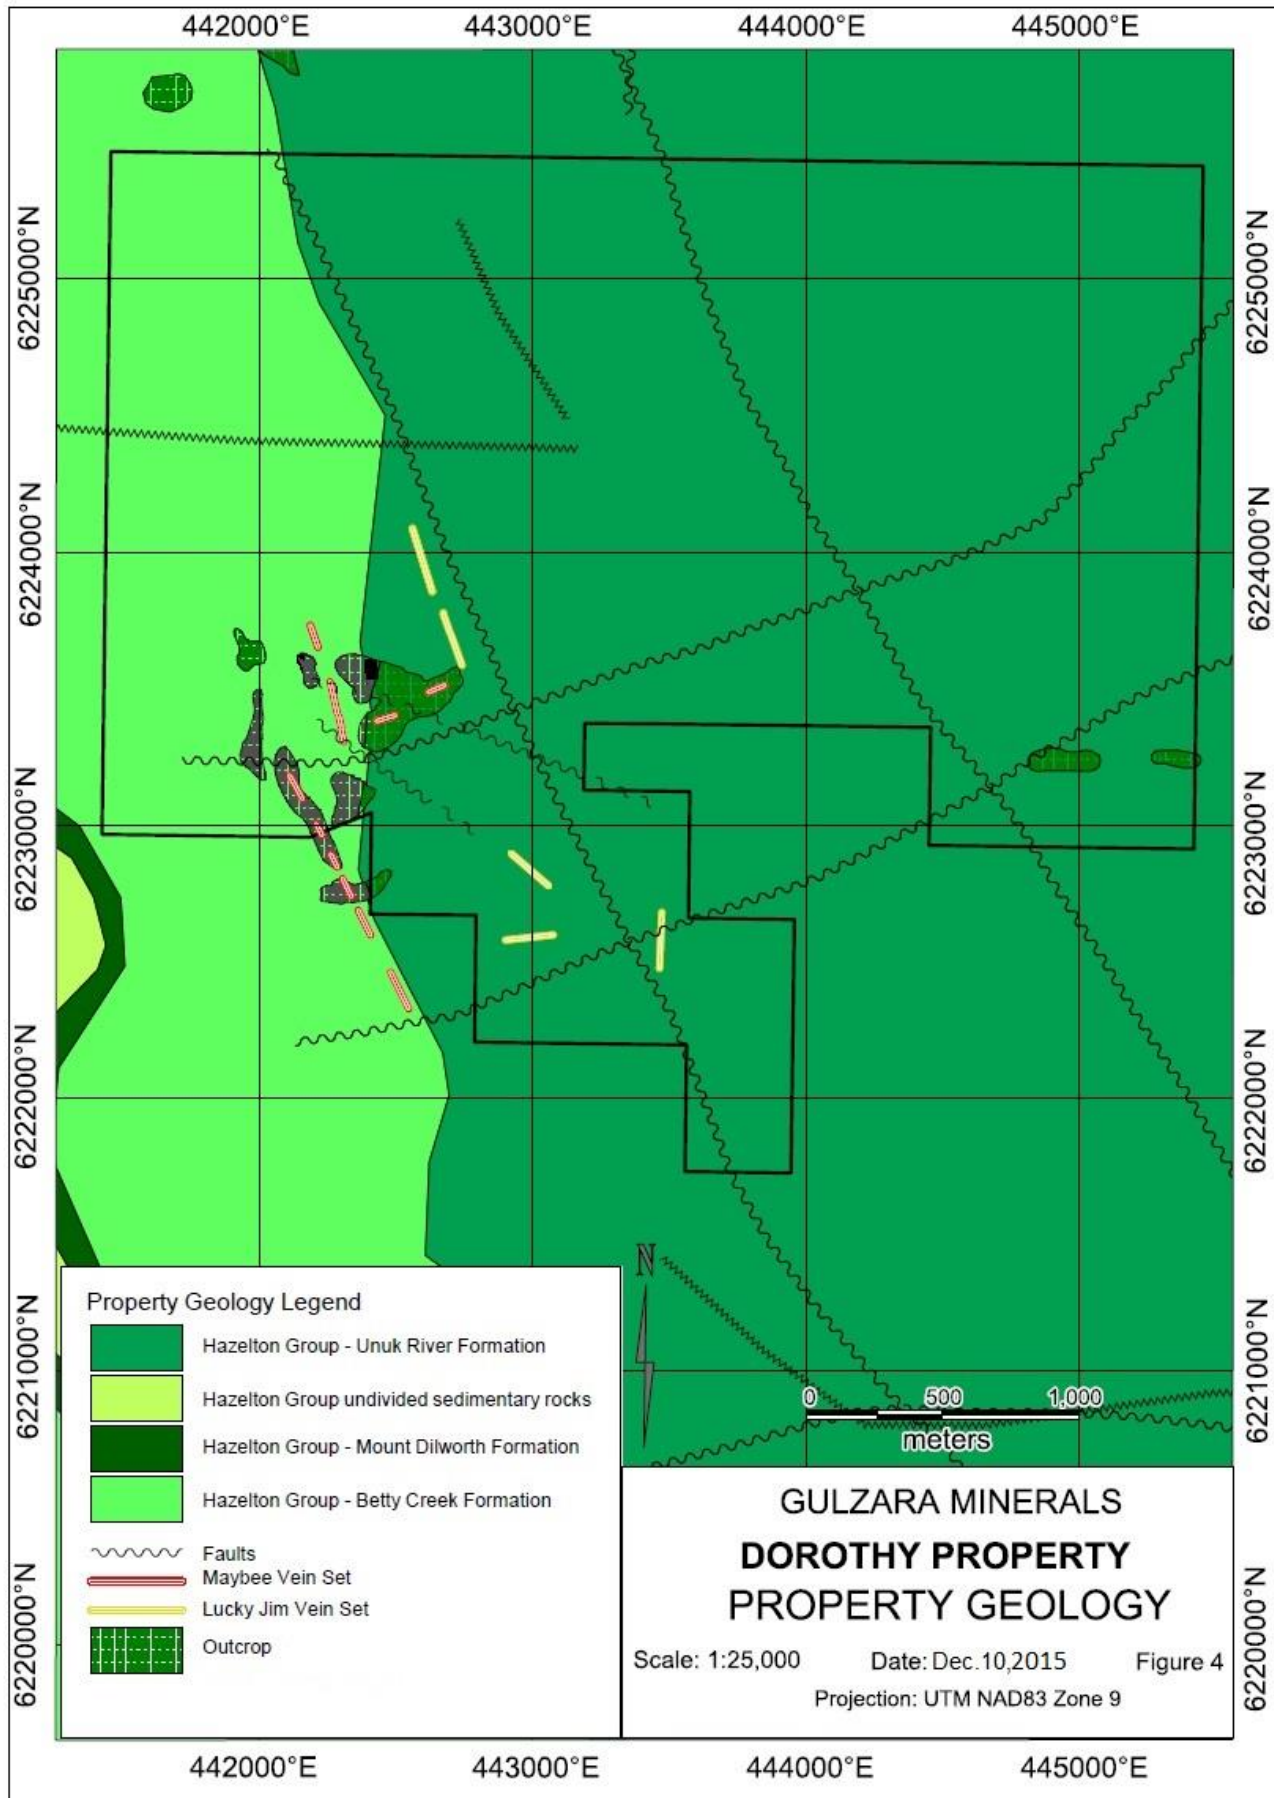 442000°E 443000°E 444000°E 445000°E
6225000°N 6225000°N
6224000°N 6224000°N
6223000°N 6223000°N
6222000°N 6222000°N
6221000°N 6221000°N
6220000°N 6220000°N
N
0 500 1,000
meters
Property Geology Legend
Hazelton Group - Unuk River Formation
Hazelton Group undivided sedimentary rocks
Hazelton Group - Mount Dilworth Formation
Hazelton Group - Betty Creek Formation
Faults
Maybee Vein Set
Lucky Jim Vein Set
Outcrop
GULZARA MINERALS
DOROTHY PROPERTY
PROPERTY GEOLOGY
Scale: 1:25,000 Date: Dec.10,2015 Figure 4
Projection: UTM NAD83 Zone 9
442000°E 443000°E 444000°E 445000°E